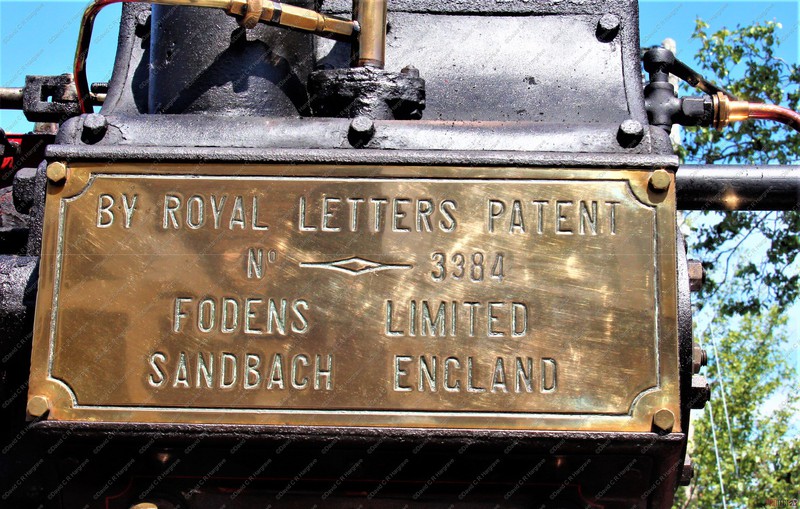 BY ROYAL LETTERS PATENT
Nº 3384
FODENS LIMITED
SANDBACH ENGLAND